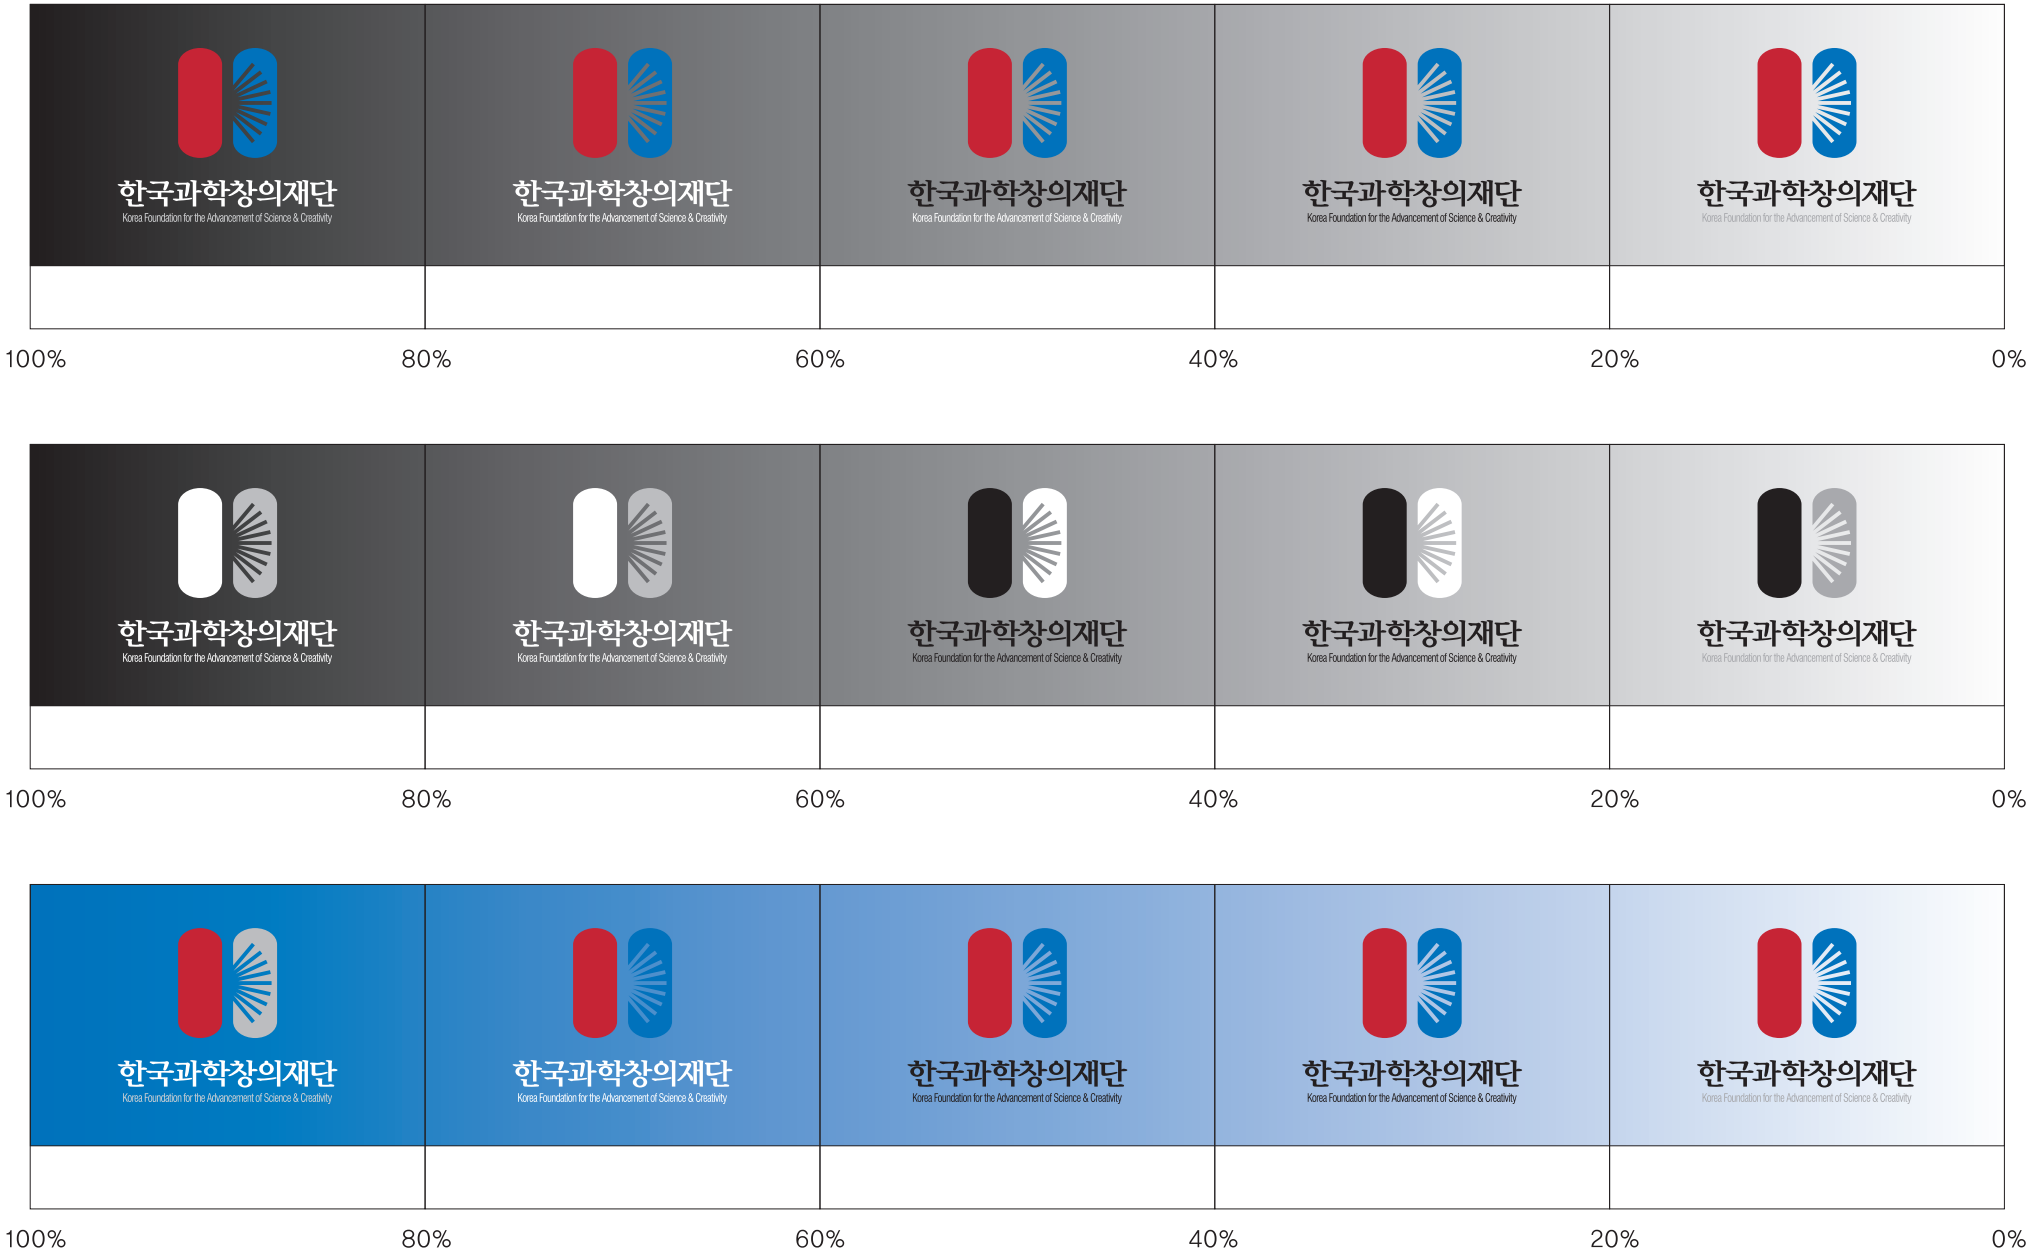 한국과학창의재단 한국과학창의재단 한국과학창의재단 한국과학창의재단 한국과학창의재단
Korea Foundation for the Advancement of Science & Creativity Korea Foundation for the Advancement of Science & Creativity Korea Foundation for the Advancement of Science & Creativity Korea Foundation for the Advancement of Science & Creativity Korea Foundation for the Advancement of Science & Creativity
100% 80% 60% 40% 20% 0%
한국과학창의재단 한국과학창의재단 한국과학창의재단 한국과학창의재단 한국과학창의재단
Korea Foundation for the Advancement of Science & Creativity Korea Foundation for the Advancement of Science & Creativity Korea Foundation for the Advancement of Science & Creativity Korea Foundation for the Advancement of Science & Creativity Korea Foundation for the Advancement of Science & Creativity
100% 80% 60% 40% 20% 0%
한국과학창의재단 한국과학창의재단 한국과학창의재단 한국과학창의재단 한국과학창의재단
Korea Foundation for the Advancement of Science & Creativity Korea Foundation for the Advancement of Science & Creativity Korea Foundation for the Advancement of Science & Creativity Korea Foundation for the Advancement of Science & Creativity Korea Foundation for the Advancement of Science & Creativity
100% 80% 60% 40% 20% 0%